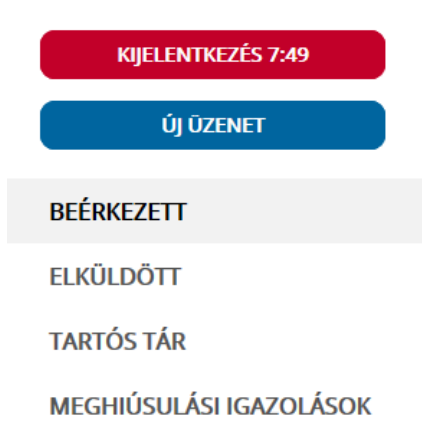 KIJELENTKEZÉS 7:49
ÚJ ÜZENET
BEÉRKEZETT
ELKÜLDÖTT
TARTÓS TÁR
MEGHIÚSULÁSI IGAZOLÁSOK